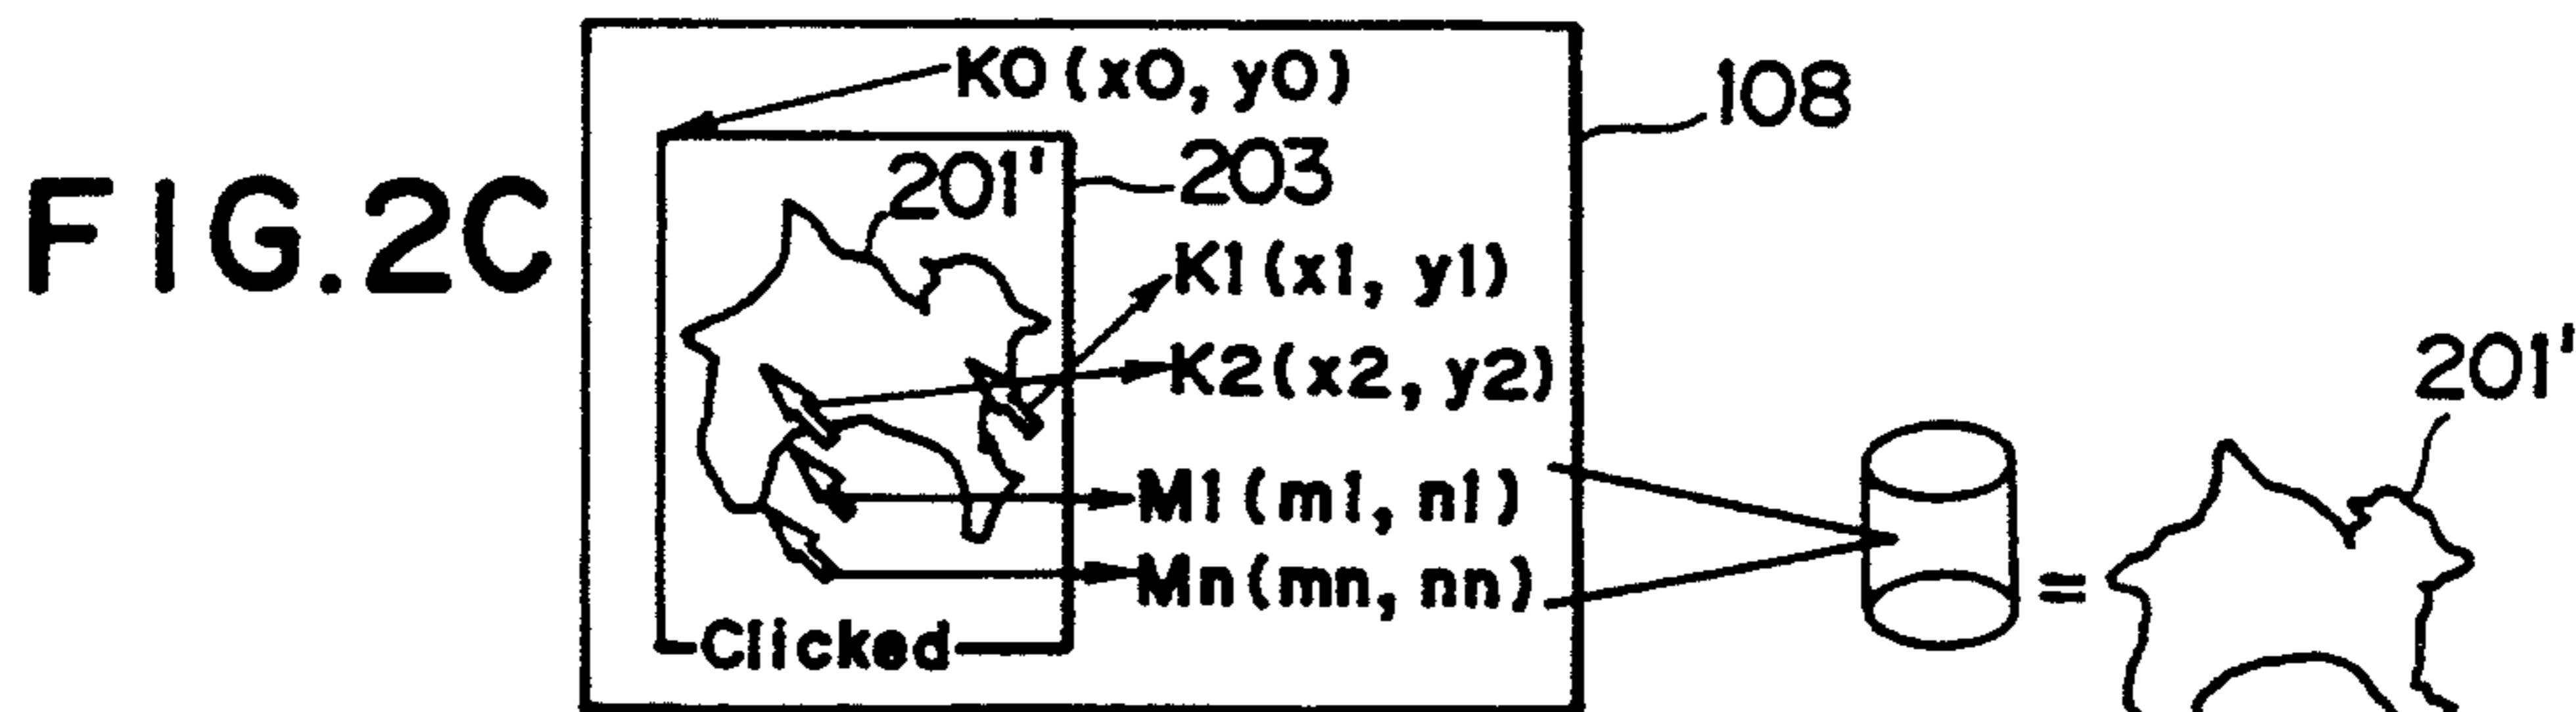 FIG.2C
K0(x0, y0)
108
201'
203
K1(x1, y1)
K2(x2, y2)
201'
M1(m1, n1)
Mn(mn, nn)
=
Clicked